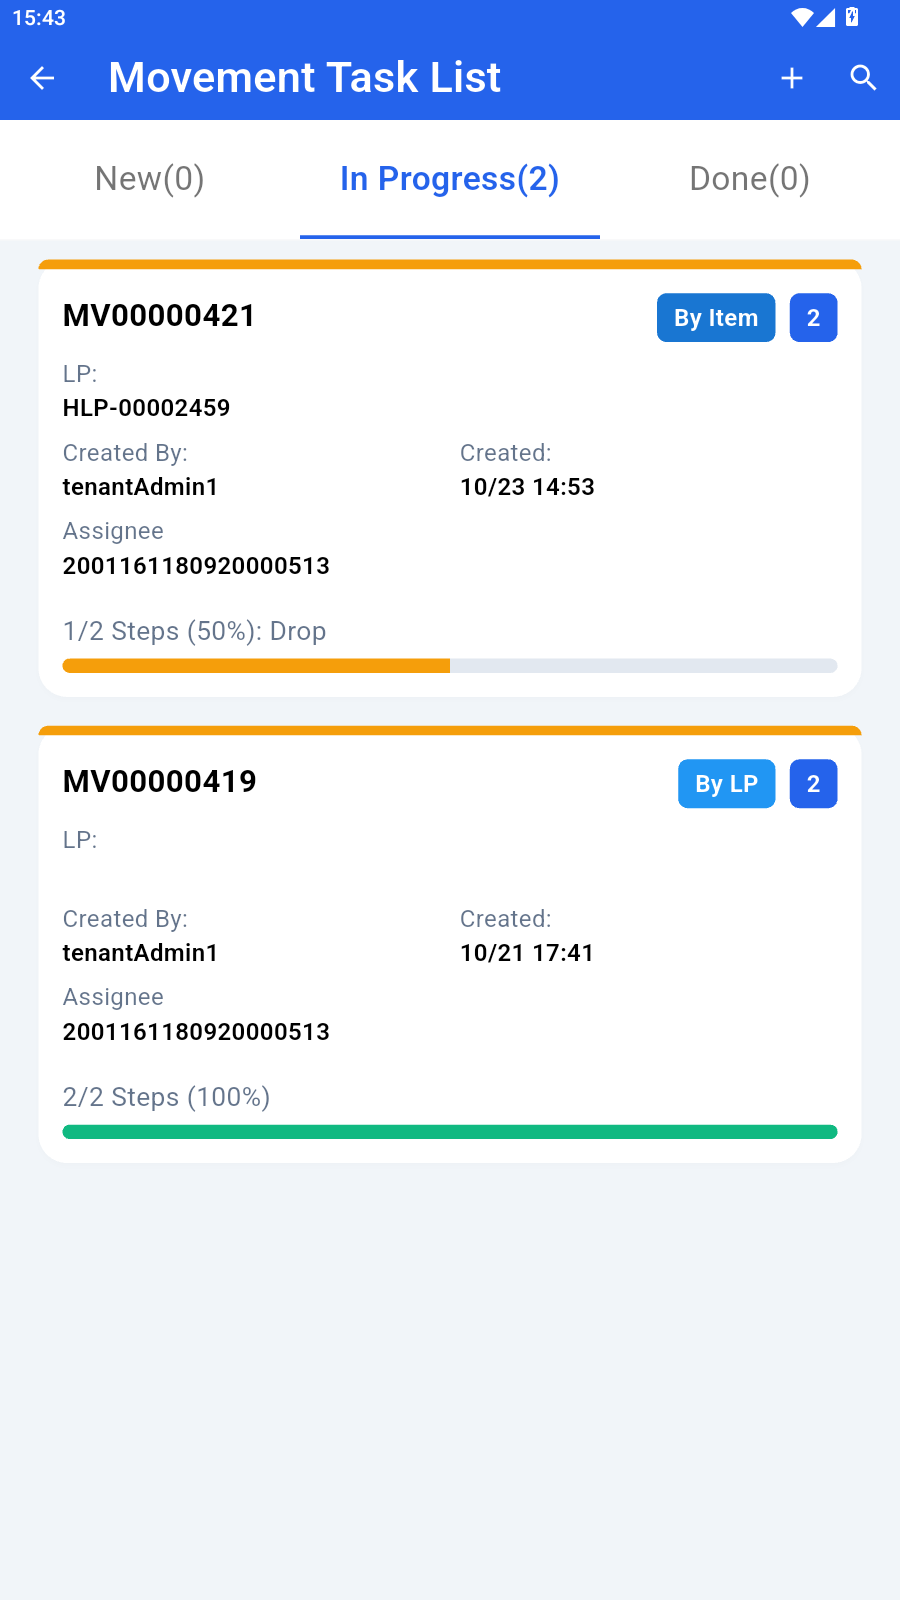 15:43
Movement Task List
New(0)
In Progress(2)
Done(0)
MV00000421
By Item
2
LP:
HLP-00002459
Created By:
Created:
tenantAdmin1
10/23 14:53
Assignee
2001161180920000513
1/2 Steps (50%): Drop
MV00000419
By LP
2
LP:
Created By:
Created:
tenantAdmin1
10/21 17:41
Assignee
2001161180920000513
2/2 Steps (100%)